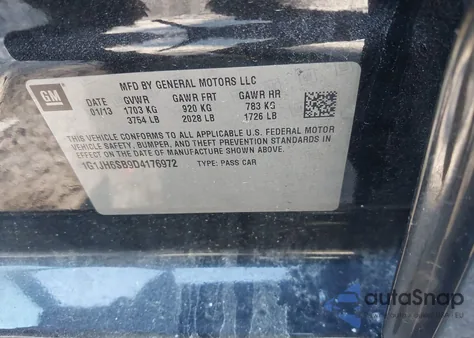 GM
MFD BY GENERAL MOTORS LLC
DATE GVWR GAWR FRT GAWR RR
01/13 1703 KG 920 KG 783 KG
3754 LB 2028 LB 1726 LB
THIS VEHICLE CONFORMS TO ALL APPLICABLE U.S. FEDERAL MOTOR
VEHICLE SAFETY, BUMPER, AND THEFT PREVENTION STANDARDS IN
EFFECT ON THE DATE OF MANUFACTURE SHOWN ABOVE.
1G1JH6SB9D4176972 TYPE: PASS CAR
autoSnap